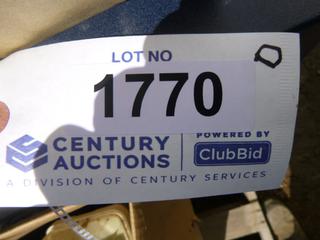 LOT NO
1770
CENTURY AUCTIONS
POWERED BY
ClubBid
A DIVISION OF CENTURY SERVICES